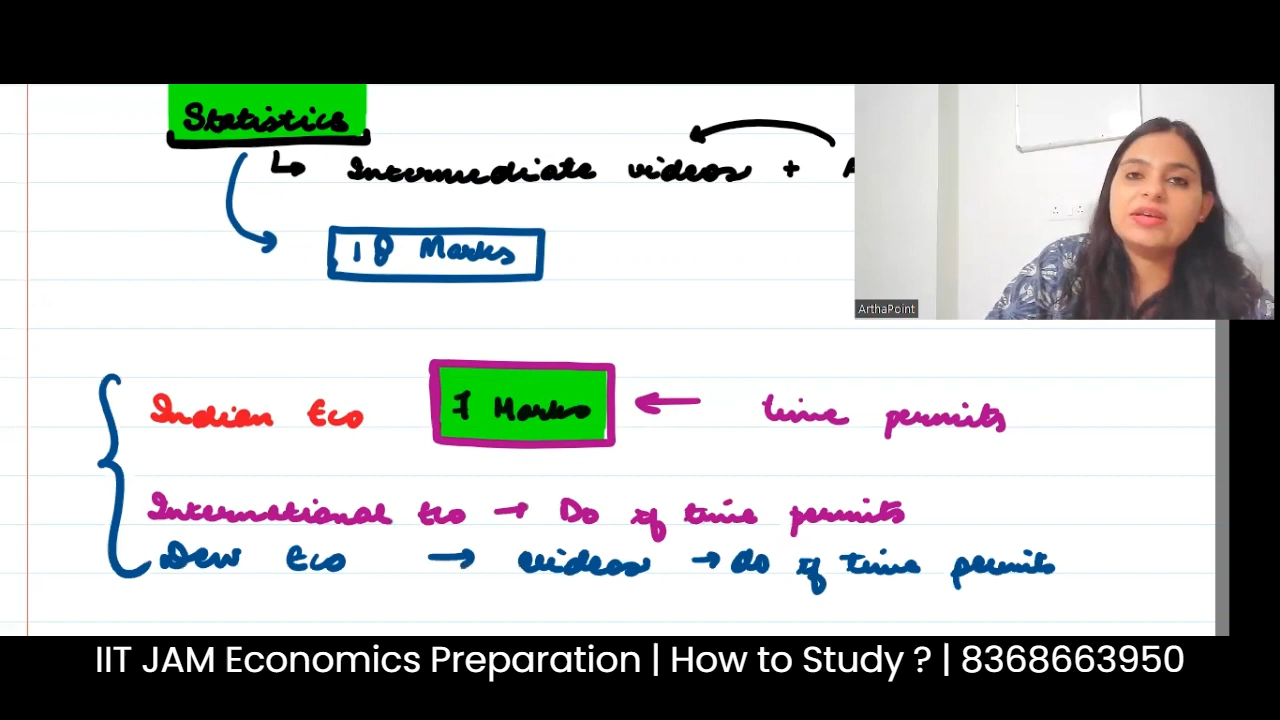 Statistics
↳ Intermediate videos +
18 Marks
ArthaPoint
Indian Eco 7 Marks ← time permits
International Eco → Do if time permits
Dev Eco → videos → do if time permits
IIT JAM Economics Preparation | How to Study ? | 8368663950